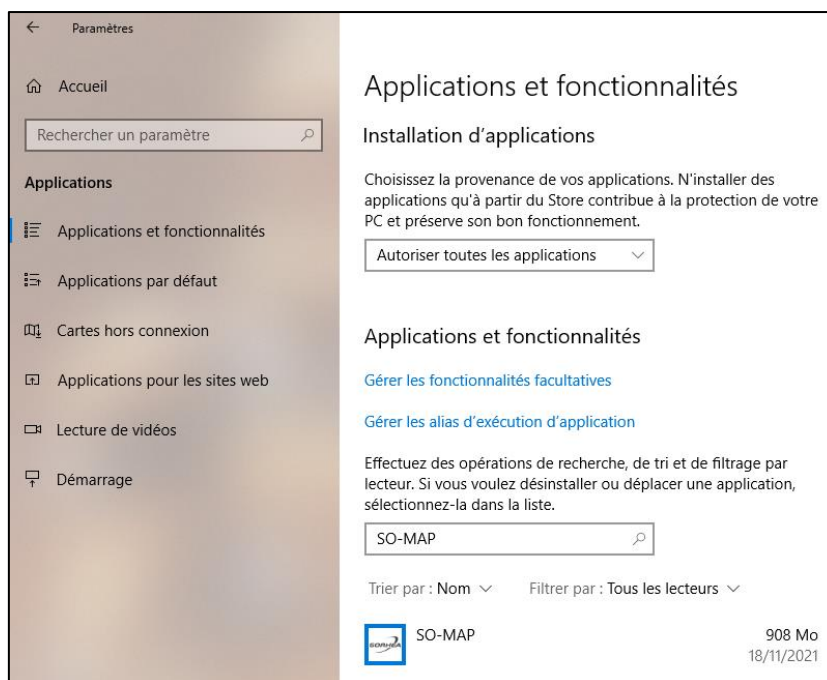 Paramètres
Accueil
Rechercher un paramètre
Applications
Applications et fonctionnalités
Applications par défaut
Cartes hors connexion
Applications pour les sites web
Lecture de vidéos
Démarrage
Applications et fonctionnalités
Installation d'applications
Choisissez la provenance de vos applications. N'installer des
applications qu'à partir du Store contribue à la protection de votre
PC et préserve son bon fonctionnement.
Autoriser toutes les applications
Applications et fonctionnalités
Gérer les fonctionnalités facultatives
Gérer les alias d'exécution d'application
Effectuez des opérations de recherche, de tri et de filtrage par
lecteur. Si vous voulez désinstaller ou déplacer une application,
sélectionnez-la dans la liste.
SO-MAP
Trier par : Nom Filtrer par : Tous les lecteurs
SORHEA
SO-MAP 908 Mo
18/11/2021